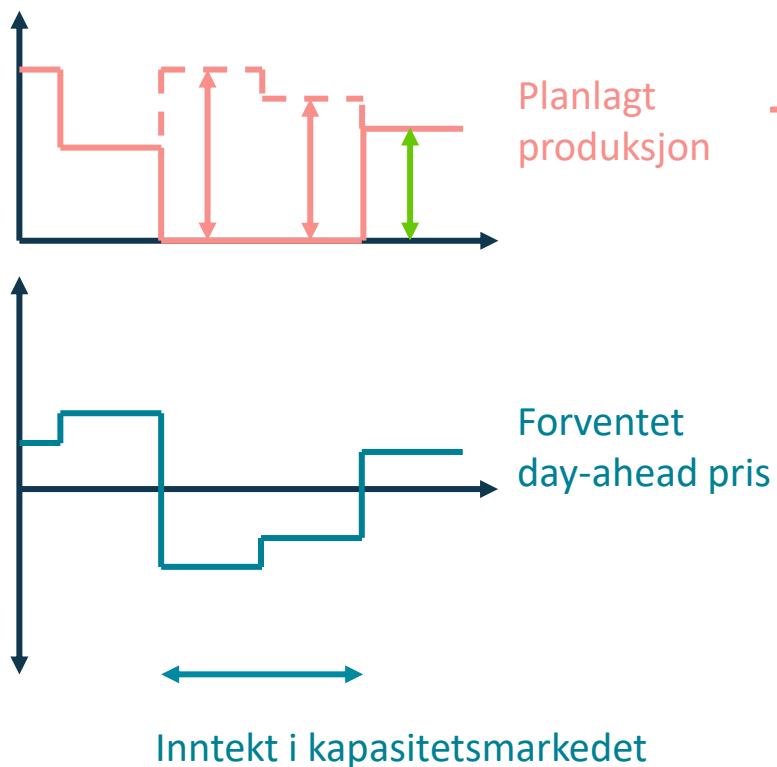 Planlagt
produksjon
Forventet
day-ahead pris
Inntekt i kapasitetsmarkedet